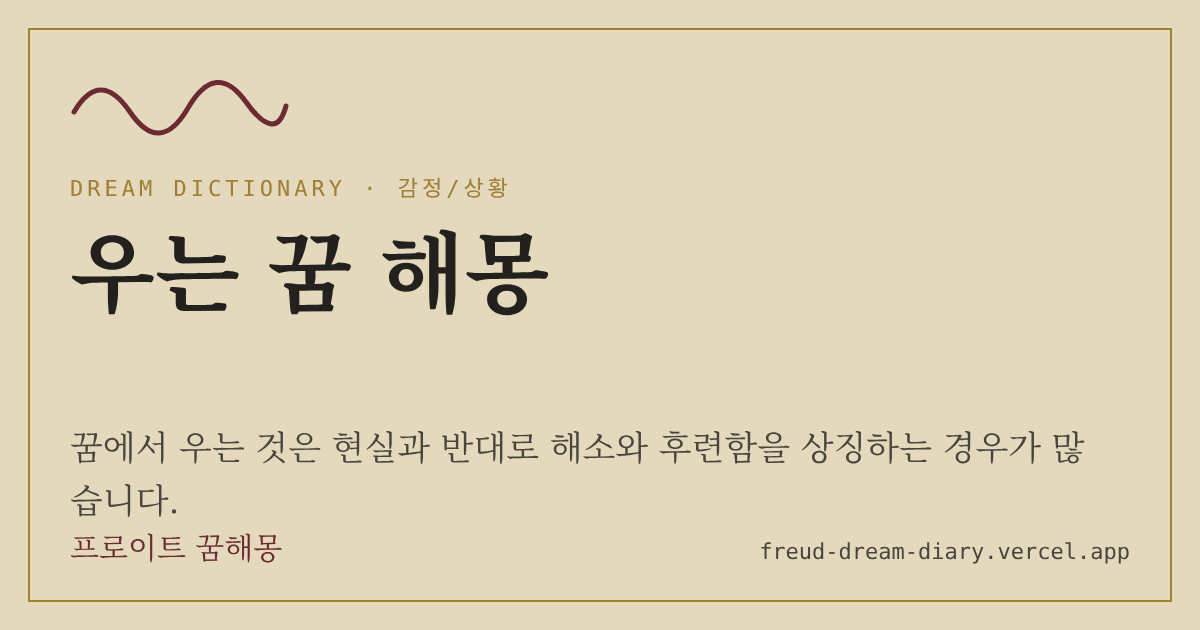 DREAM DICTIONARY · 감정/상황
우는 꿈 해몽
꿈에서 우는 것은 현실과 반대로 해소와 후련함을 상징하는 경우가 많
습니다.
프로이트 꿈해몽
freud-dream-diary.vercel.app